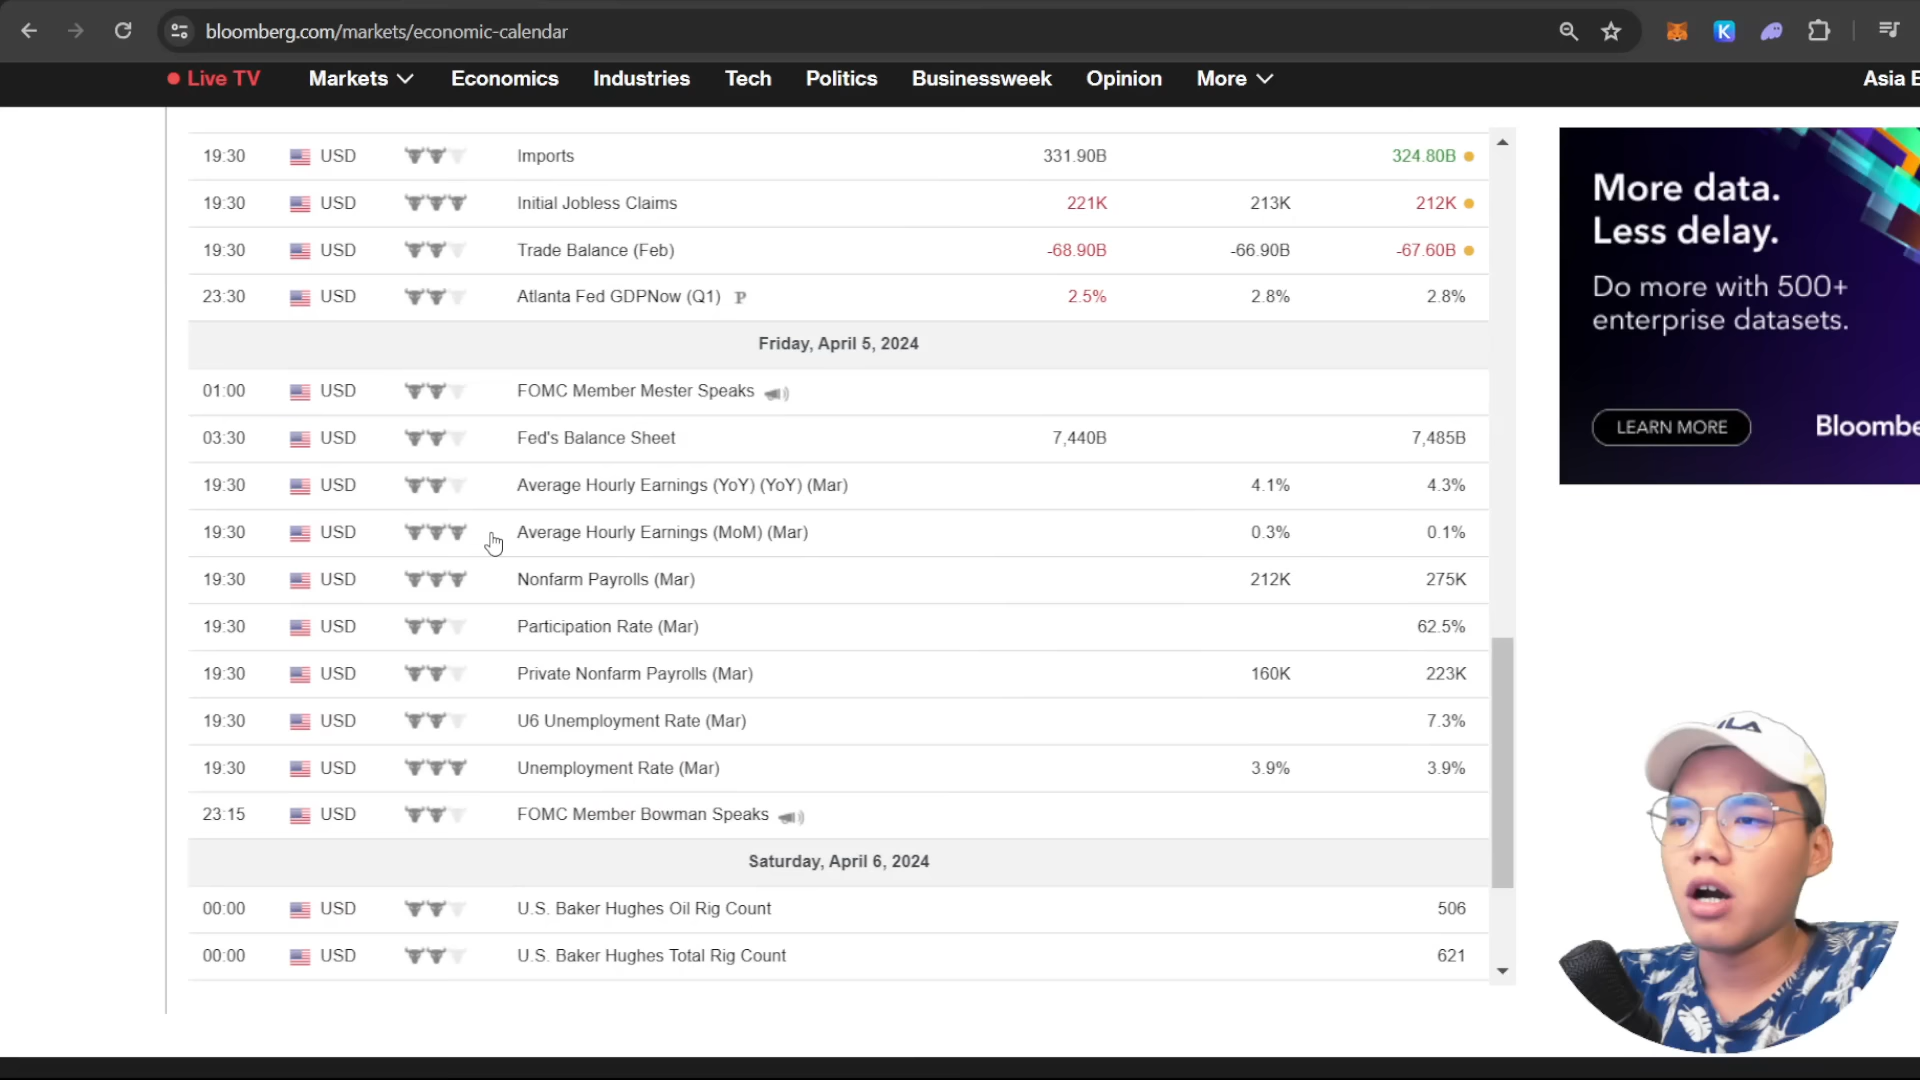 bloomberg.com/markets/economic-calendar
K
Live TV Markets Economics Industries Tech Politics Businessweek Opinion More Asia E
19:30 USD Imports 331.90B 324.80B
19:30 USD Initial Jobless Claims 221K 213K 212K
19:30 USD Trade Balance (Feb) -68.90B -66.90B -67.60B
23:30 USD Atlanta Fed GDPNow (Q1) P 2.5% 2.8% 2.8%
Friday, April 5, 2024
01:00 USD FOMC Member Mester Speaks
03:30 USD Fed's Balance Sheet 7,440B 7,485B
19:30 USD Average Hourly Earnings (YoY) (YoY) (Mar) 4.1% 4.3%
19:30 USD Average Hourly Earnings (MoM) (Mar) 0.3% 0.1%
19:30 USD Nonfarm Payrolls (Mar) 212K 275K
19:30 USD Participation Rate (Mar) 62.5%
19:30 USD Private Nonfarm Payrolls (Mar) 160K 223K
19:30 USD U6 Unemployment Rate (Mar) 7.3%
19:30 USD Unemployment Rate (Mar) 3.9% 3.9%
23:15 USD FOMC Member Bowman Speaks
Saturday, April 6, 2024
00:00 USD U.S. Baker Hughes Oil Rig Count 506
00:00 USD U.S. Baker Hughes Total Rig Count 621
More data.
Less delay.
Do more with 500+
enterprise datasets.
LEARN MORE Bloombe